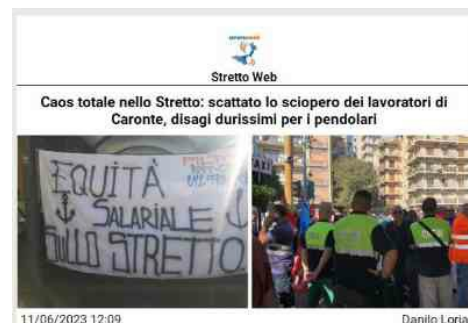 Stretto Web
Caos totale nello Stretto: scattato lo sciopero dei lavoratori di
Caronte, disagi durissimi per i pendolari
EQUITÀ
SALARIALE
SULLO STRETTO
11/06/2023 12:09
Danilo Loria